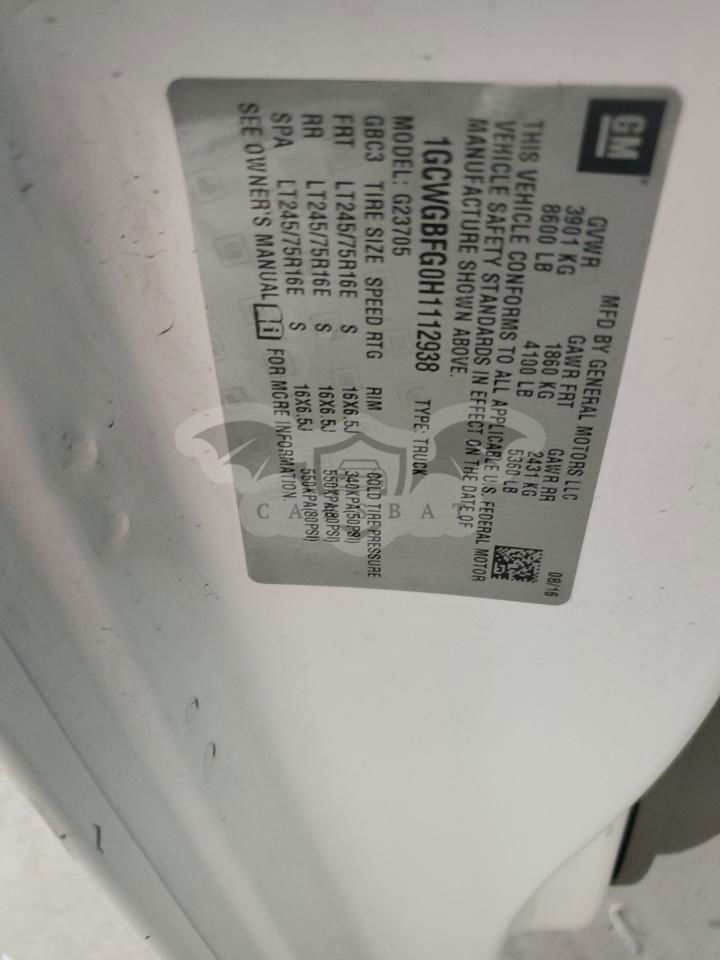 GM
MFD BY GENERAL MOTORS LLC 08/16
GVWR GAWR FRT GAWR RR
3901 KG 1860 KG 2431 KG
8600 LB 4100 LB 5360 LB
THIS VEHICLE CONFORMS TO ALL APPLICABLE U.S. FEDERAL MOTOR
VEHICLE SAFETY STANDARDS IN EFFECT ON THE DATE OF
MANUFACTURE SHOWN ABOVE.
1GCWGBFG0H1112938 TYPE: TRUCK
MODEL: G23705
GBC3 TIRE SIZE SPEED RTG RIM COLD TIRE PRESSURE
FRT LT245/75R16E S 16X6.5J 340KPA(50PSI)
RR LT245/75R16E S 16X6.5J 550KPA(80PSI)
SPA LT245/75R16E S 16X6.5J 550KPA(80PSI)
SEE OWNER'S MANUAL FOR MORE INFORMATION.